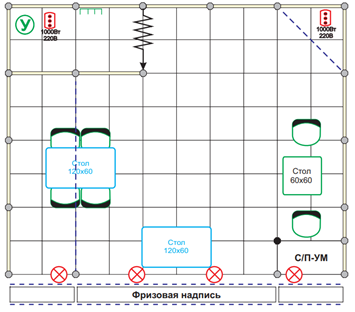 У
1000Вт
220В
1000Вт
220В
Стол
120х60
Стол
60х60
Стол
120х60
С/П-УМ
Фризовая надпись